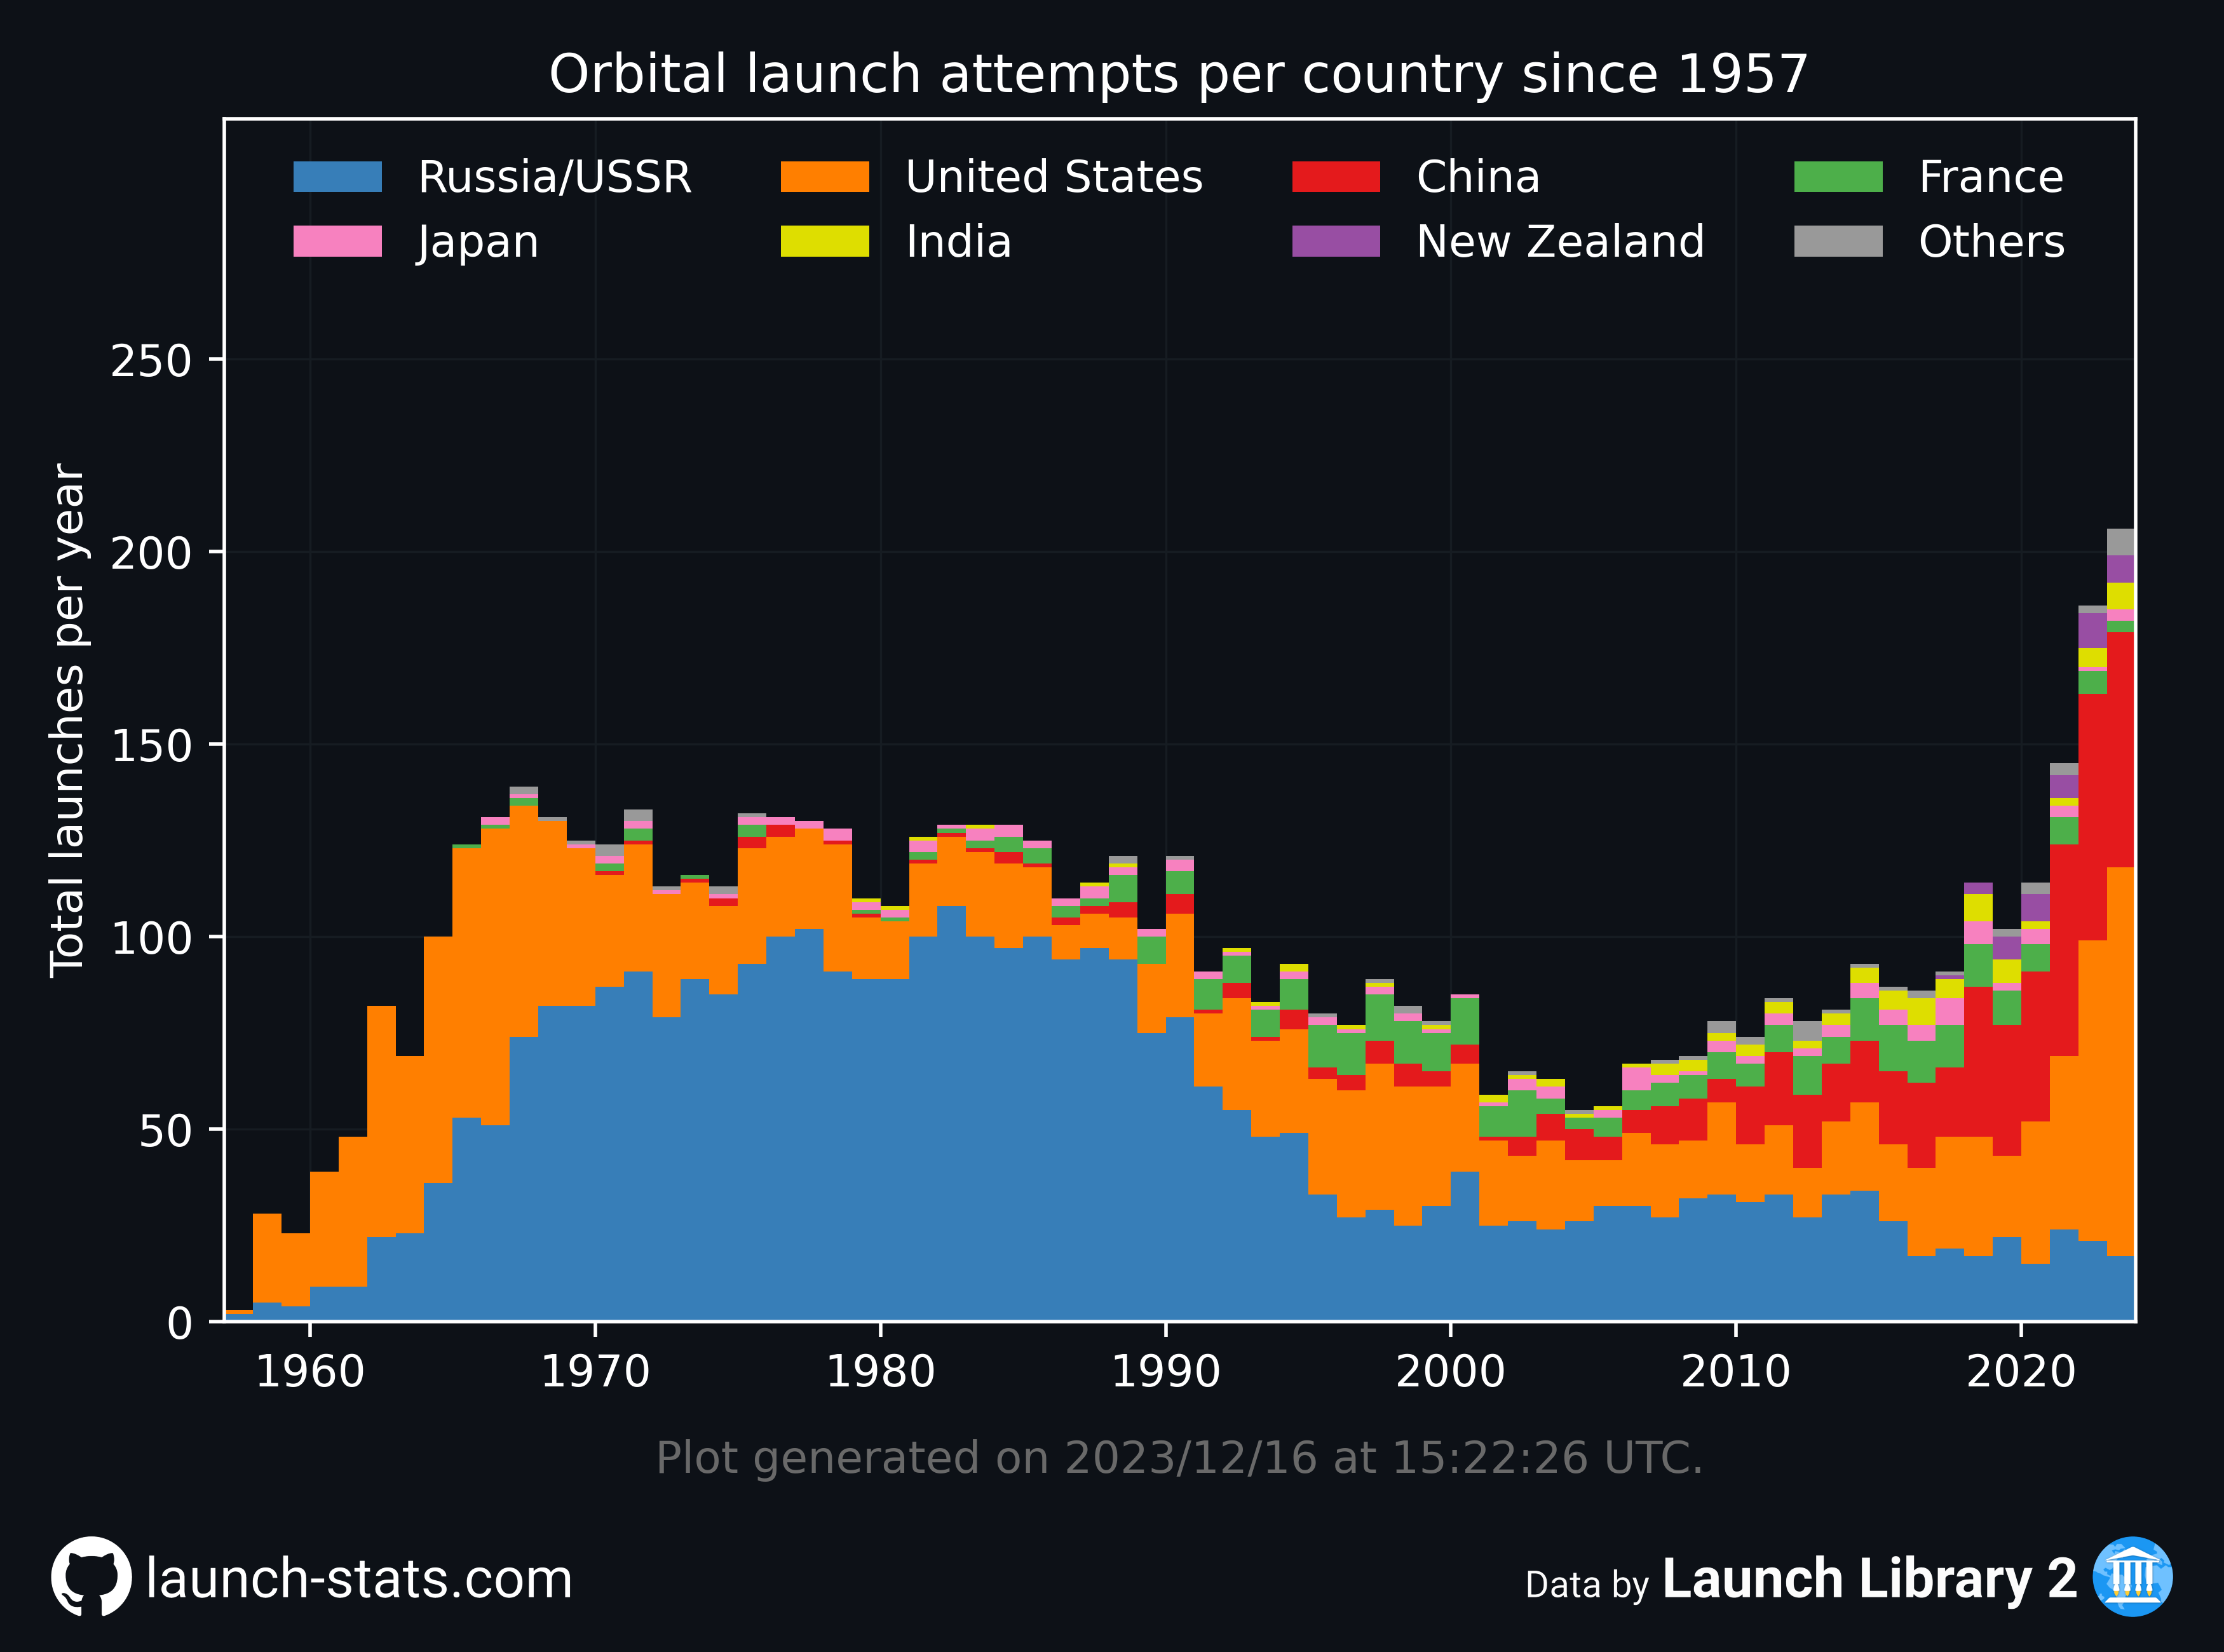 Orbital launch attempts per country since 1957
Russia/USSR United States China France
Japan India New Zealand Others
250
200
150
100
50
0
Total launches per year
1960 1970 1980 1990 2000 2010 2020
Plot generated on 2023/12/16 at 15:22:26 UTC.
launch-stats.com
Data by Launch Library 2